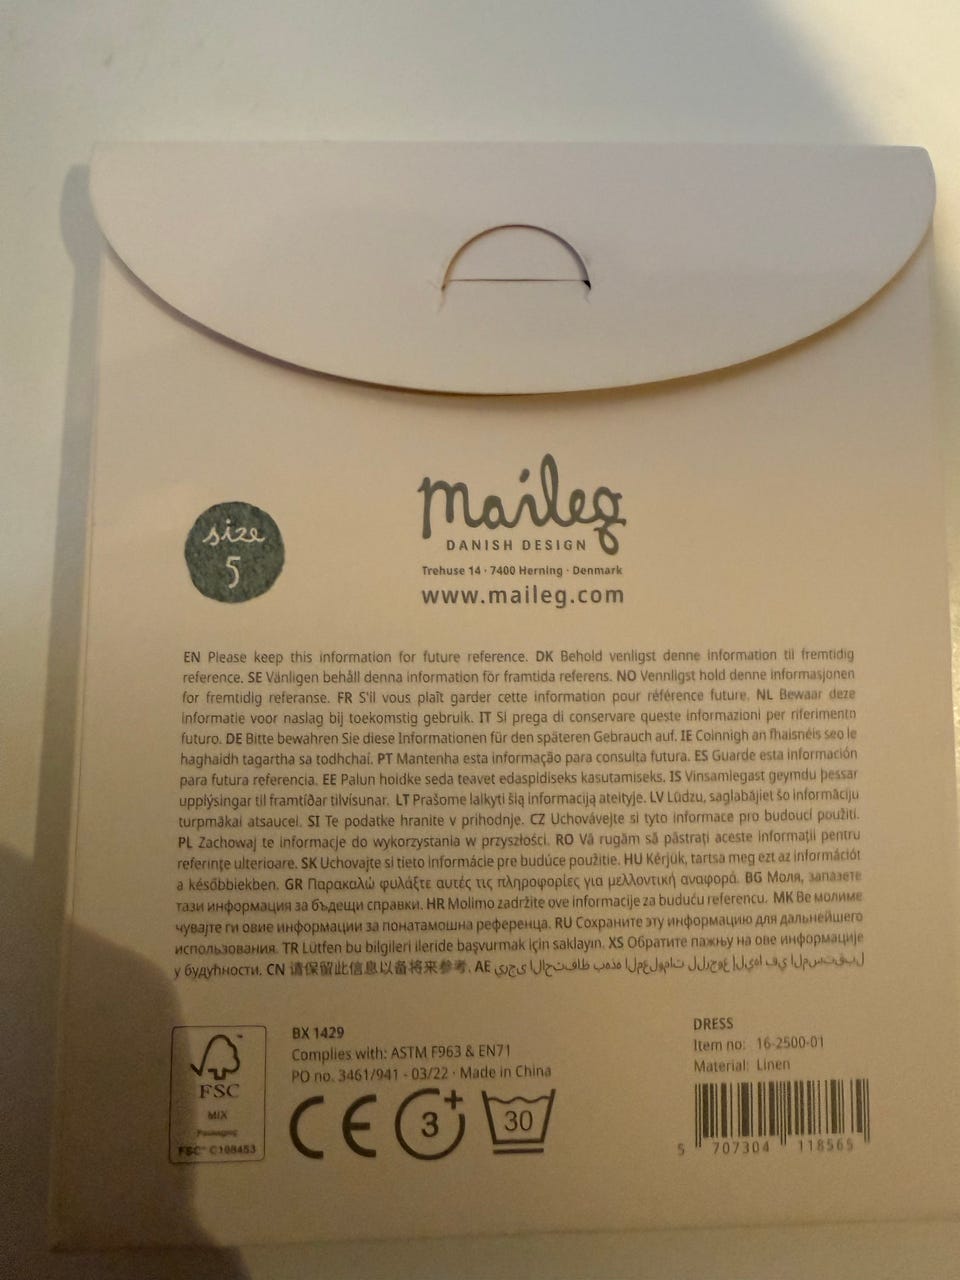 maileg
DANISH DESIGN
Trehuse 14 · 7400 Herning · Denmark
www.maileg.com
size
5
EN Please keep this information for future reference. DK Behold venligst denne information til fremtidig
reference. SE Vänligen behåll denna information för framtida referens. NO Vennligst hold denne informasjonen
for fremtidig referanse. FR S'il vous plaît garder cette information pour référence future. NL Bewaar deze
informatie voor naslag bij toekomstig gebruik. IT Si prega di conservare queste informazioni per riferimento
futuro. DE Bitte bewahren Sie diese Informationen für den späteren Gebrauch auf. IE Coinnigh an fhaisnéis seo le
haghaidh tagartha sa todhchaí. PT Mantenha esta informação para consulta futura. ES Guarde esta información
para futura referencia. EE Palun hoidke seda teavet edaspidiseks kasutamiseks. IS Vinsamlegast geymdu þessar
upplýsingar til framtíðar tilvísunar. LT Prašome laikyti šią informaciją ateityje. LV Lūdzu, saglabājiet šo informāciju
turpmākai atsaucei. SI Te podatke hranite v prihodnje. CZ Uchovávejte si tyto informace pro budoucí použití.
PL Zachowaj te informacje do wykorzystania w przyszłości. RO Vă rugăm să păstrați aceste informații pentru
referințe ulterioare. SK Uchovajte si tieto informácie pre budúce použitie. HU Kérjük, tartsa meg ezt az információt
a későbbiekben. GR Παρακαλώ φυλάξτε αυτές τις πληροφορίες για μελλοντική αναφορά. BG Моля, запазете
тази информация за бъдещи справки. HR Molimo zadržite ove informacije za buduću referencu. MK Ве молиме
чувајте ги овие информации за понатамошна референца. RU Сохраните эту информацию для дальнейшего
использования. TR Lütfen bu bilgileri ileride başvurmak için saklayın. XS Обратите пажњу на ове информације
у будућности. CN 请保留此信息以备将来参考. AE يرجى الاحتفاظ بهذه المعلومات للرجوع إليها في المستقبل
FSC
MIX
Packaging
FSC™ C108453
BX 1429
Complies with: ASTM F963 & EN71
PO no. 3461/941 - 03/22 · Made in China
CE 3+ 30
DRESS
Item no: 16-2500-01
Material: Linen
5 707304 118565